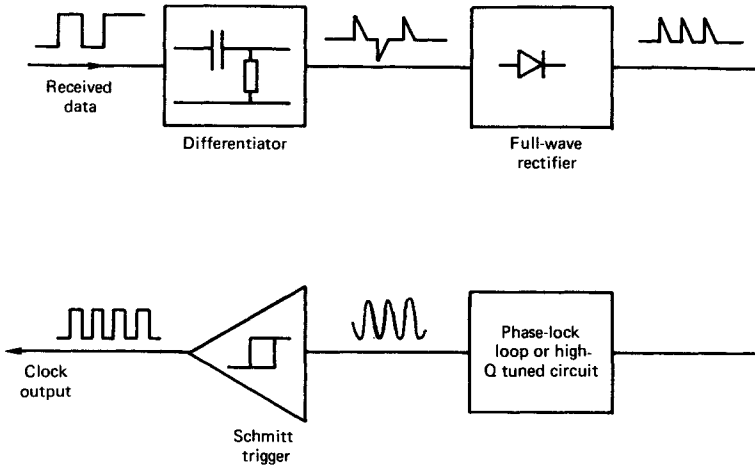 Received
data
Differentiator
Full-wave
rectifier
Phase-lock
loop or high-
Q tuned circuit
Clock
output
Schmitt
trigger